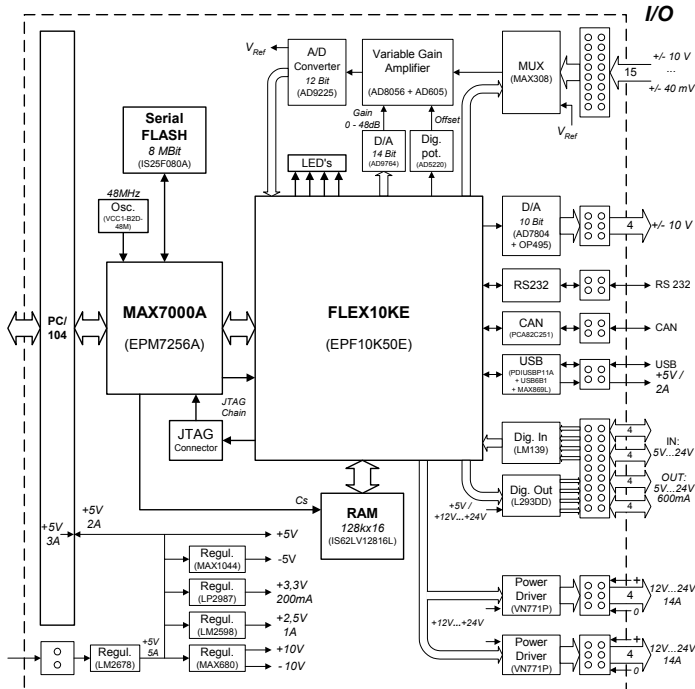 I/O
V Ref
A/D
Converter
12 Bit
(AD9225)
Variable Gain
Amplifier
(AD8056 + AD605)
MUX
(MAX308)
15
+/- 10 V
...
+/- 40 mV
V Ref
Gain
0 - 48dB
Offset
D/A
14 Bit
(AD9764)
Dig.
pot.
(AD5220)
Serial
FLASH
8 MBit
(IS25F080A)
LED's
48MHz
Osc.
(VCC1-B2D-
48M)
D/A
10 Bit
(AD7804
+ OP495)
4
+/- 10 V
PC/
104
MAX7000A
(EPM7256A)
FLEX10KE
(EPF10K50E)
RS232
RS 232
CAN
(PCA82C251)
CAN
USB
(PDIUSBP11A
+ USB6B1
+ MAX869L)
USB
+5V /
2A
JTAG
Chain
JTAG
Connector
Dig. In
(LM139)
4
4
IN:
5V...24V
Dig. Out
(L293DD)
4
4
OUT:
5V...24V
600mA
+5V /
+12V...+24V
Cs
RAM
128kx16
(IS62LV12816L)
+5V
3A
+5V
2A
+5V
Regul.
(MAX1044)
-5V
Regul.
(LP2987)
+3,3V
200mA
Regul.
(LM2598)
+2,5V
1A
Regul.
(LM2678)
+5V
5A
Regul.
(MAX680)
+10V
- 10V
Power
Driver
(VN771P)
+
4
0
12V...24V
14A
+12V...+24V
Power
Driver
(VN771P)
+
4
0
12V...24V
14A